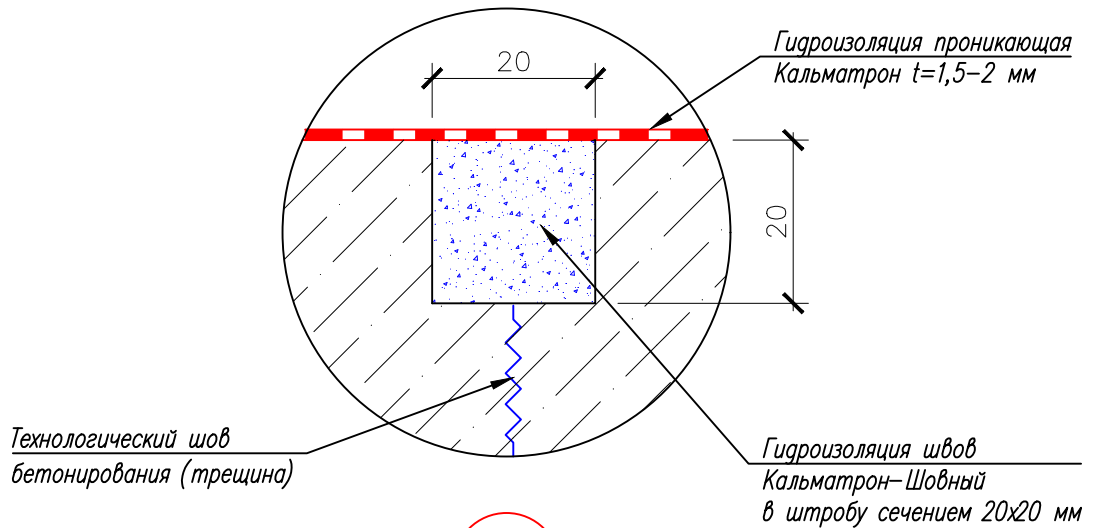 20
Гидроизоляция проникающая
Кальматрон t=1,5-2 мм
20
Технологический шов
бетонирования (трещина)
Гидроизоляция швов
Кальматрон-Шовный
в штробу сечением 20х20 мм